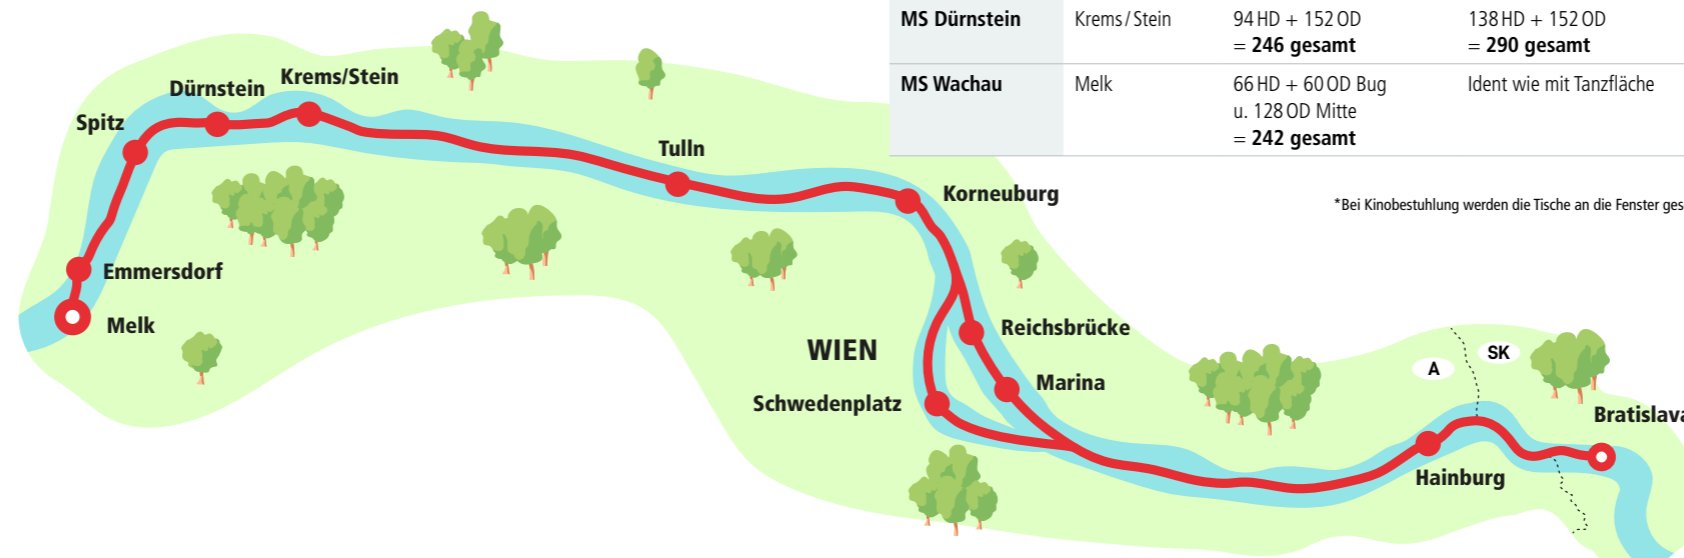 MS Dürnstein
Krems / Stein
94 HD + 152 OD
= 246 gesamt
138 HD + 152 OD
= 290 gesamt
MS Wachau
Melk
66 HD + 60 OD Bug
u. 128 OD Mitte
= 242 gesamt
Ident wie mit Tanzfläche
*Bei Kinobestuhlung werden die Tische an die Fenster ges
Krems/Stein
Dürnstein
Spitz
Tulln
Korneuburg
Emmersdorf
Melk
Reichsbrücke
WIEN
Marina
Schwedenplatz
A
SK
Bratislava
Hainburg